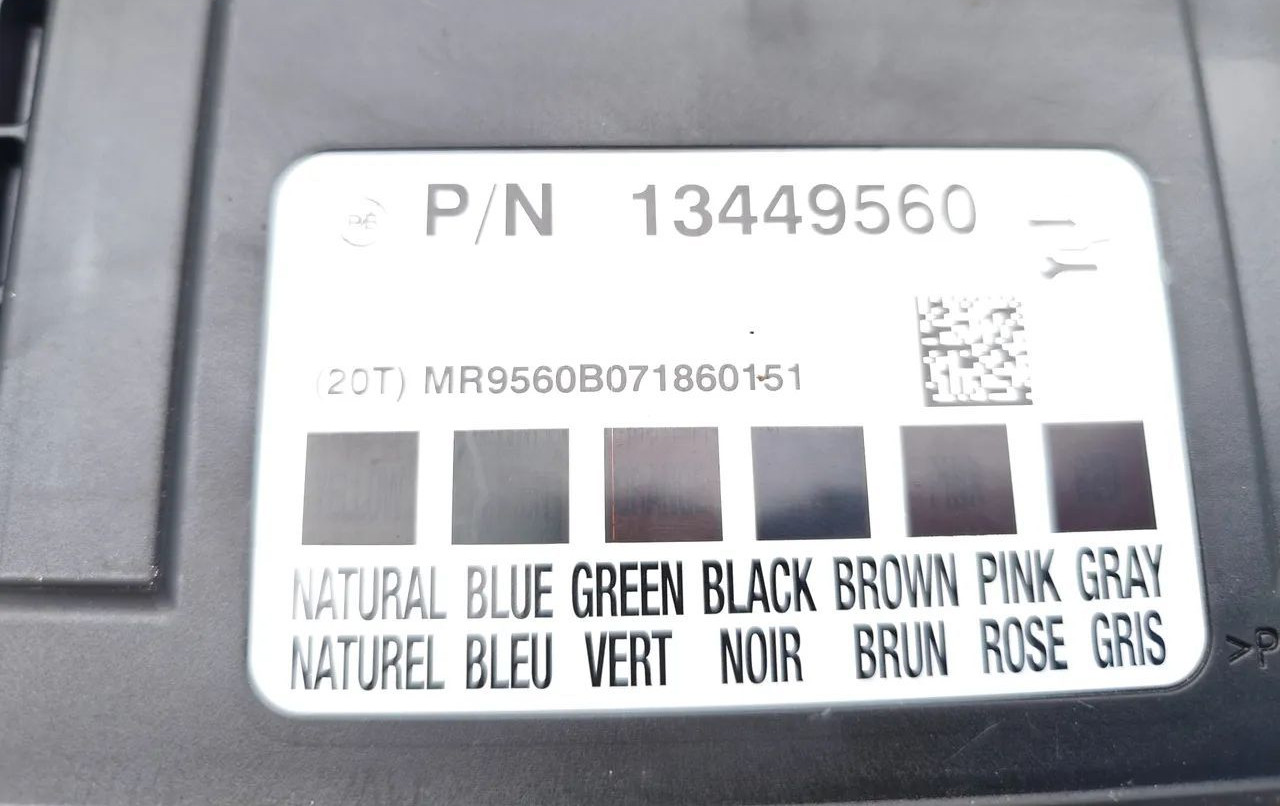 P/N 13449560
(20T) MR9560B071860151
NATURAL BLUE GREEN BLACK BROWN PINK GRAY
NATUREL BLEU VERT NOIR BRUN ROSE GRIS
>P